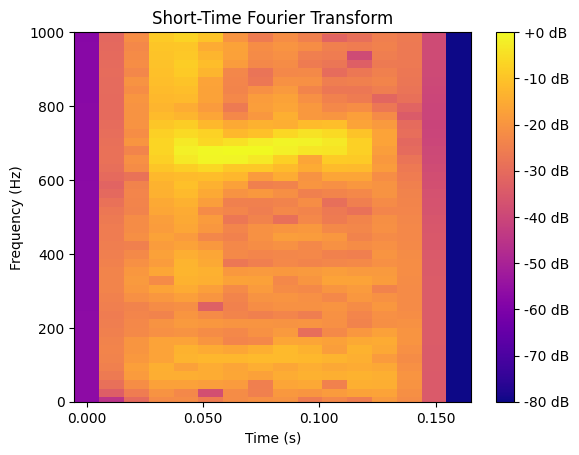 Short-Time Fourier Transform
1000
800
600
400
200
0
Frequency (Hz)
0.000
0.050
0.100
0.150
Time (s)
+0 dB
-10 dB
-20 dB
-30 dB
-40 dB
-50 dB
-60 dB
-70 dB
-80 dB